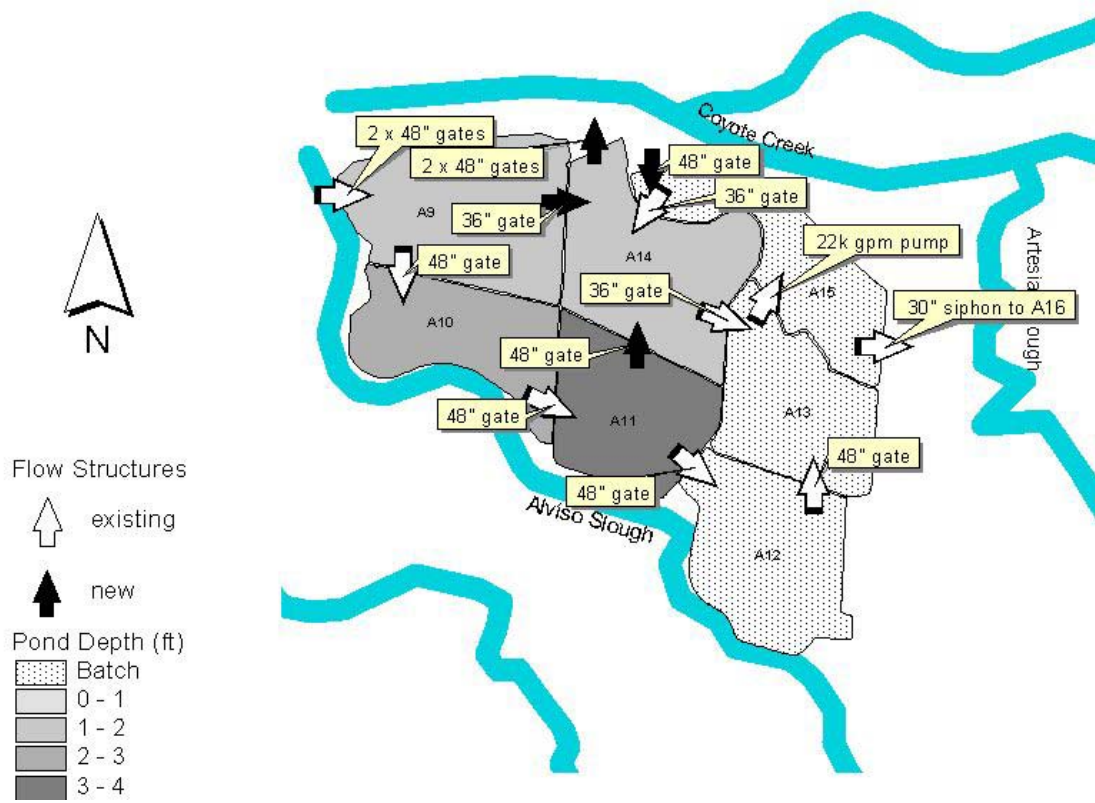 Coyote Creek
2 x 48" gates
2 x 48" gates
48" gate
36" gate
36" gate
A9
A14
22k gpm pump
48" gate
36" gate
A15
30" siphon to A16
A10
48" gate
48" gate
A11
A13
48" gate
48" gate
Alviso Slough
A12
N
Flow Structures
existing
new
Pond Depth (ft)
Batch
0 - 1
1 - 2
2 - 3
3 - 4